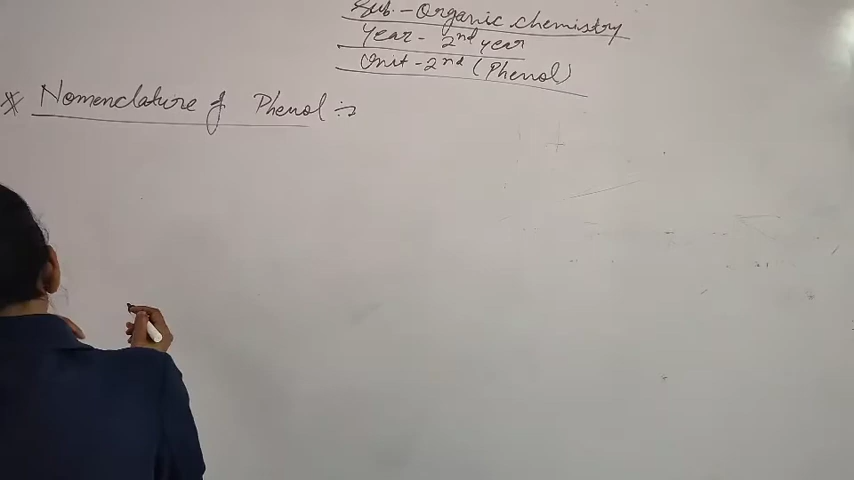 Sub. - Organic chemistry
Year - 2nd year
Unit - 2nd (Phenol)
* Nomenclature of Phenol :-